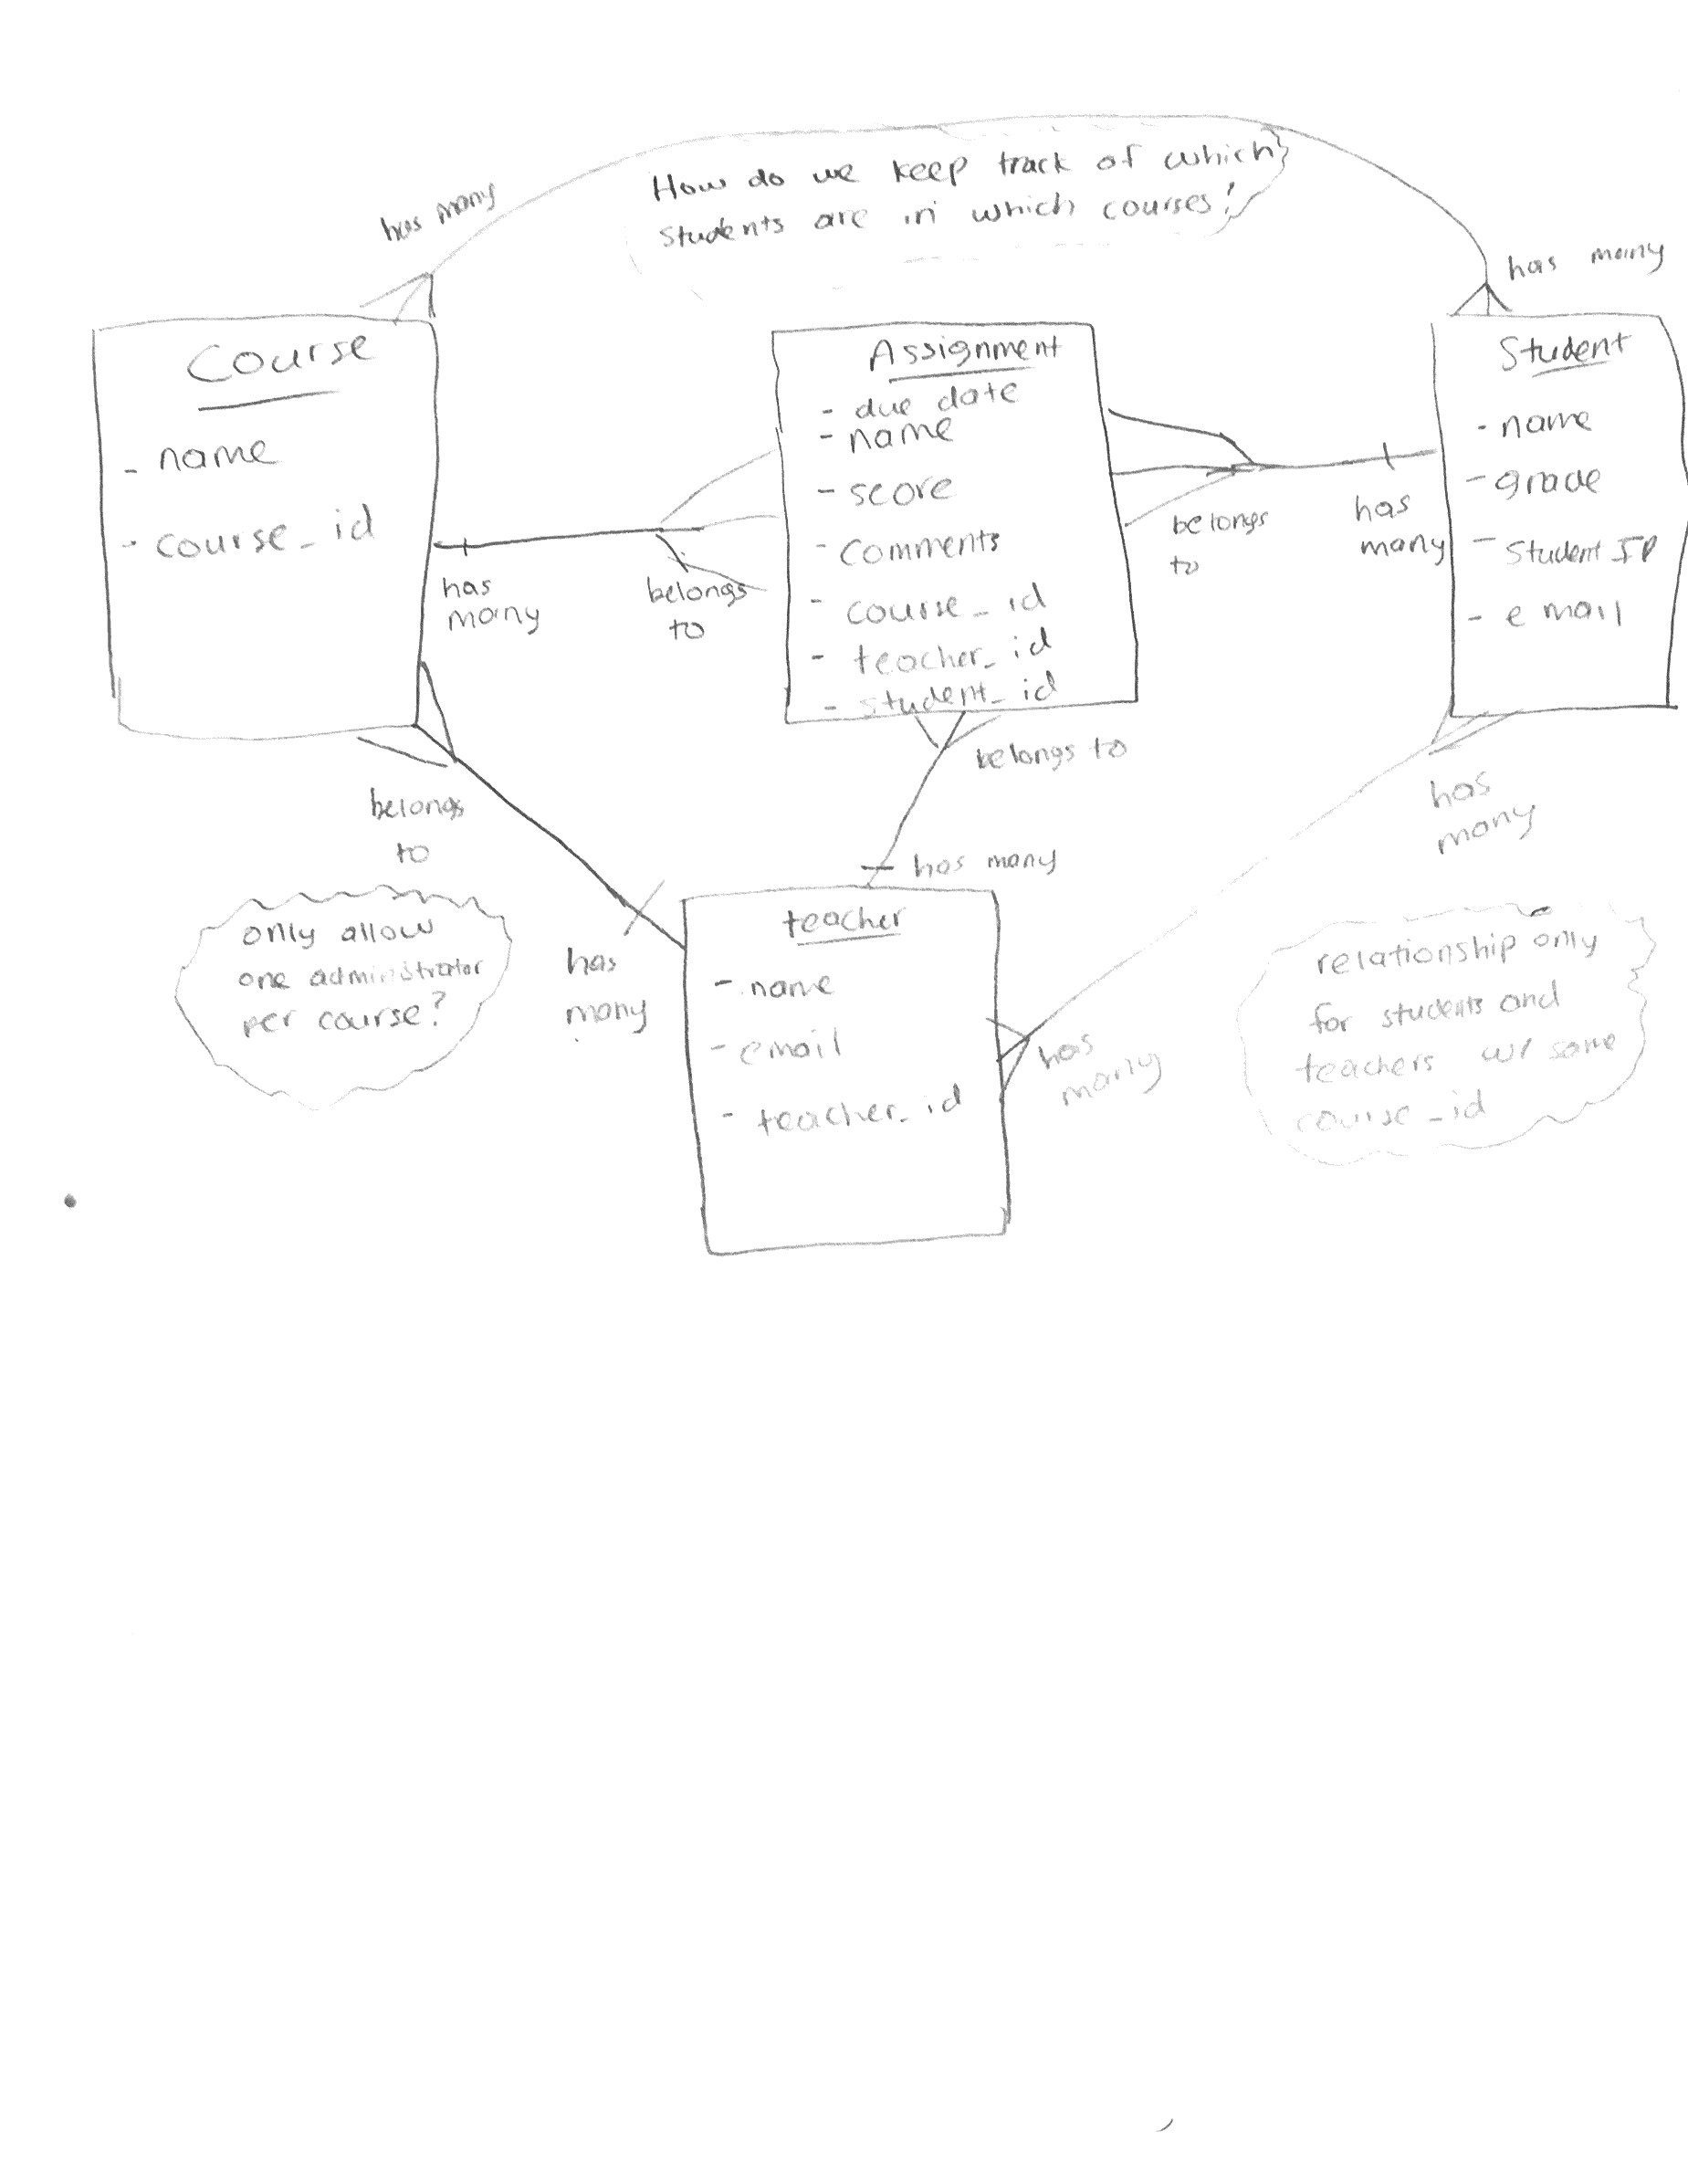 How do we keep track of which
students are in which courses?
has many
has many
Course
- name
- course_id
Assignment
- due date
- name
- score
- comments
- course_id
- teacher_id
- student_id
Student
- name
- grade
- Student ID
- email
has
many
belongs
to
belongs
to
has
many
belongs
to
belongs to
has many
has
many
has
many
has
many
only allow
one administrator
per course?
teacher
- name
- email
- teacher_id
relationship only
for students and
teachers w/ same
course_id